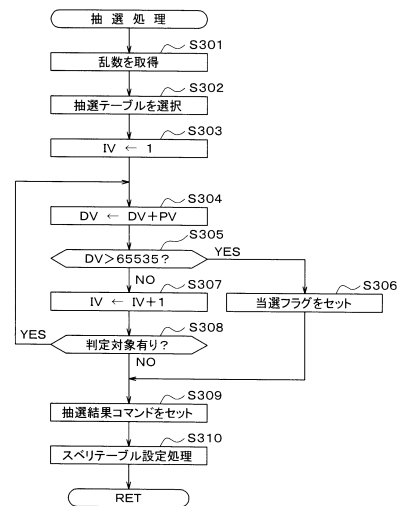 抽選処理
S301
乱数を取得
S302
抽選テーブルを選択
S303
IV ← 1
S304
DV ← DV+PV
S305
DV>65535?
YES
NO
S306
当選フラグをセット
S307
IV ← IV+1
S308
YES
判定対象有り?
NO
S309
抽選結果コマンドをセット
S310
スベリテーブル設定処理
RET